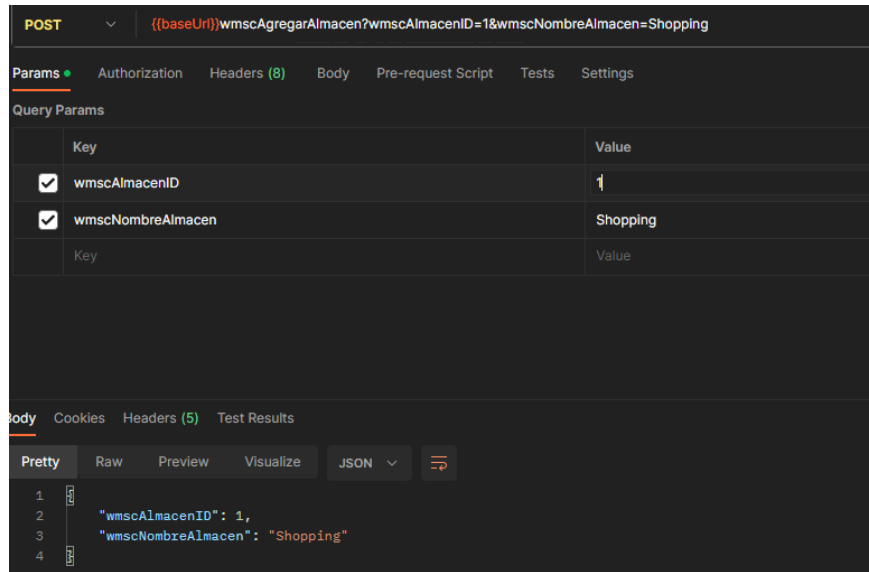 POST {{baseUrl}}wmscAgregarAlmacen?wmscAlmacenID=1&wmscNombreAlmacen=Shopping
Params Authorization Headers (8) Body Pre-request Script Tests Settings
Query Params
Key Value
wmscAlmacenID 1
wmscNombreAlmacen Shopping
Key Value
Body Cookies Headers (5) Test Results
Pretty Raw Preview Visualize JSON
1 {
2 "wmscAlmacenID": 1,
3 "wmscNombreAlmacen": "Shopping"
4 }